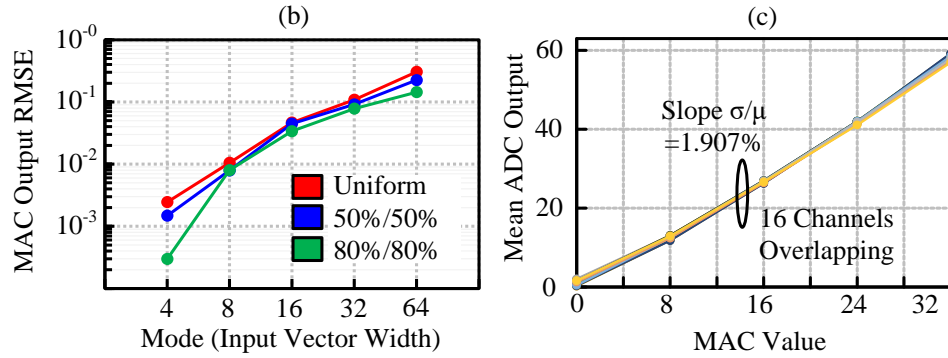 (b)
MAC Output RMSE
10⁰
10⁻¹
10⁻²
10⁻³
Uniform
50%/50%
80%/80%
4 8 16 32 64
Mode (Input Vector Width)
(c)
Mean ADC Output
60
40
20
0
Slope σ/μ
=1.907%
16 Channels
Overlapping
0 8 16 24 32
MAC Value